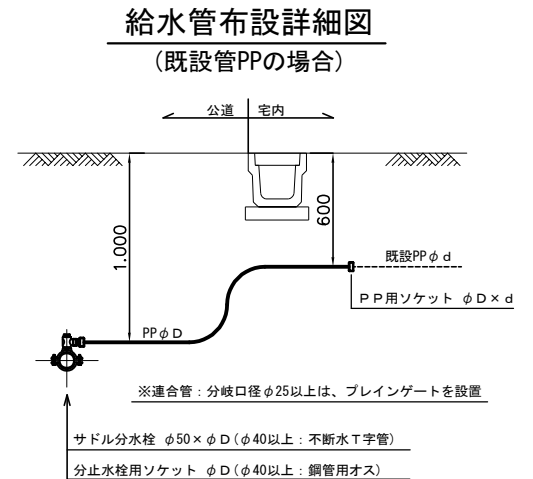 給水管布設詳細図
(既設管PPの場合)
公道 宅内
1.000
600
既設PPφd
PP用ソケット φD×d
PPφD
※連合管:分岐口径φ25以上は、プレインゲートを設置
サドル分水栓 φ50×φD(φ40以上:不断水T字管)
分止水栓用ソケット φD(φ40以上:鋼管用オス)